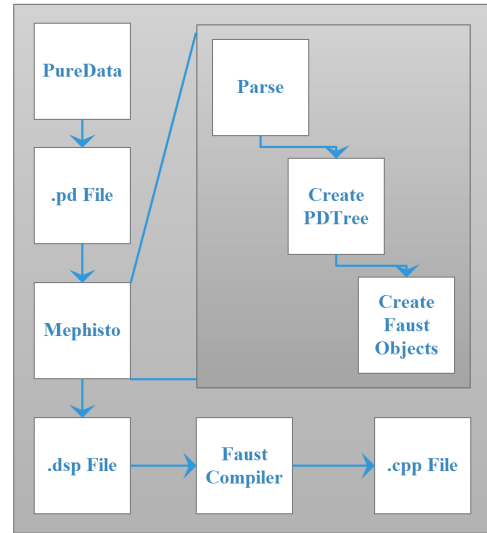 PureData
.pd File
Mephisto
Parse
Create
PDTree
Create
Faust
Objects
.dsp File
Faust
Compiler
.cpp File